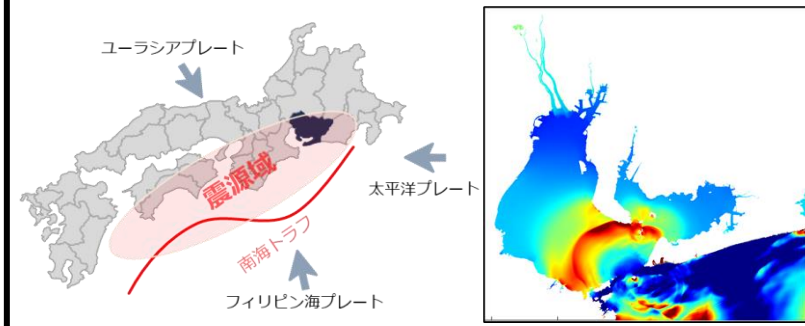 ユーラシアプレート
震源域
太平洋プレート
南海トラフ
フィリピン海プレート